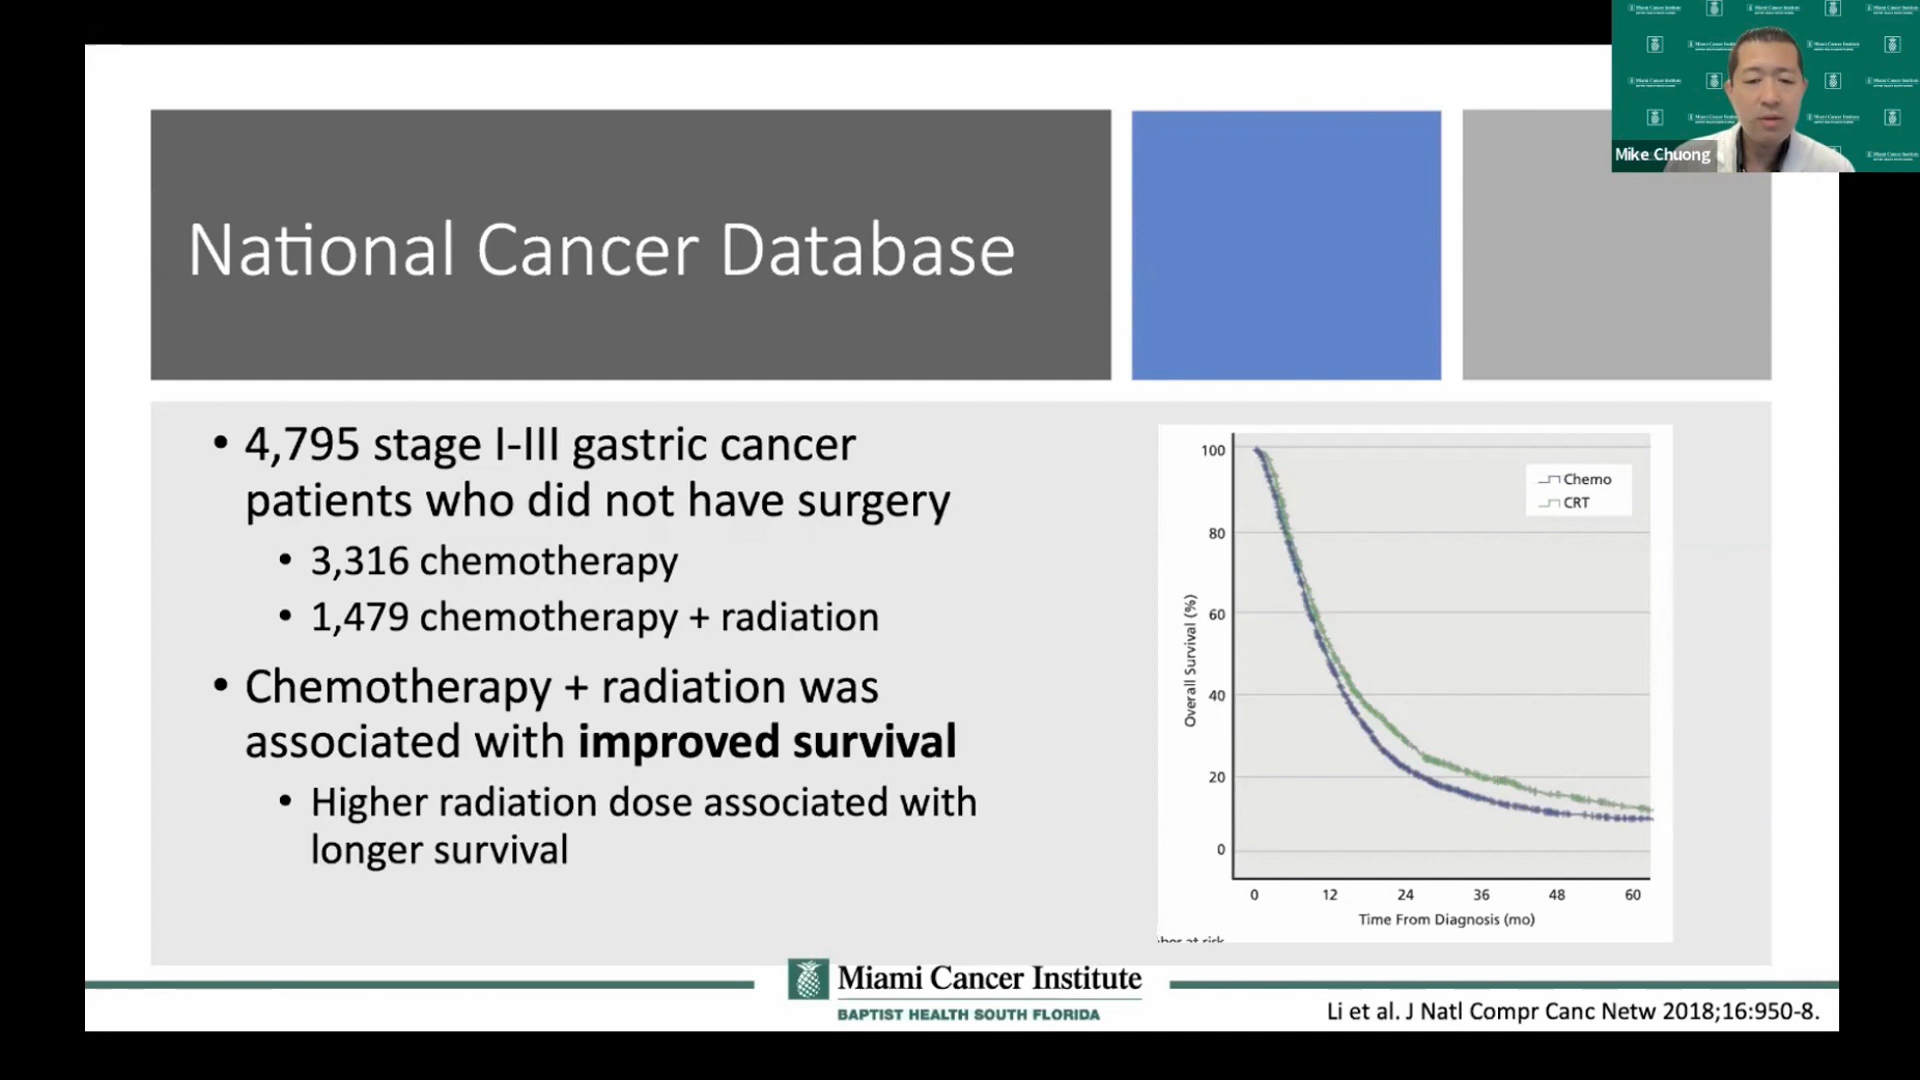 Mike Chuong
National Cancer Database
• 4,795 stage I-III gastric cancer
patients who did not have surgery
• 3,316 chemotherapy
• 1,479 chemotherapy + radiation
• Chemotherapy + radiation was
associated with improved survival
• Higher radiation dose associated with
longer survival
Chemo
CRT
Overall Survival (%)
100
80
60
40
20
0
0 12 24 36 48 60
Time From Diagnosis (mo)
at risk
Miami Cancer Institute
BAPTIST HEALTH SOUTH FLORIDA
Li et al. J Natl Compr Canc Netw 2018;16:950-8.